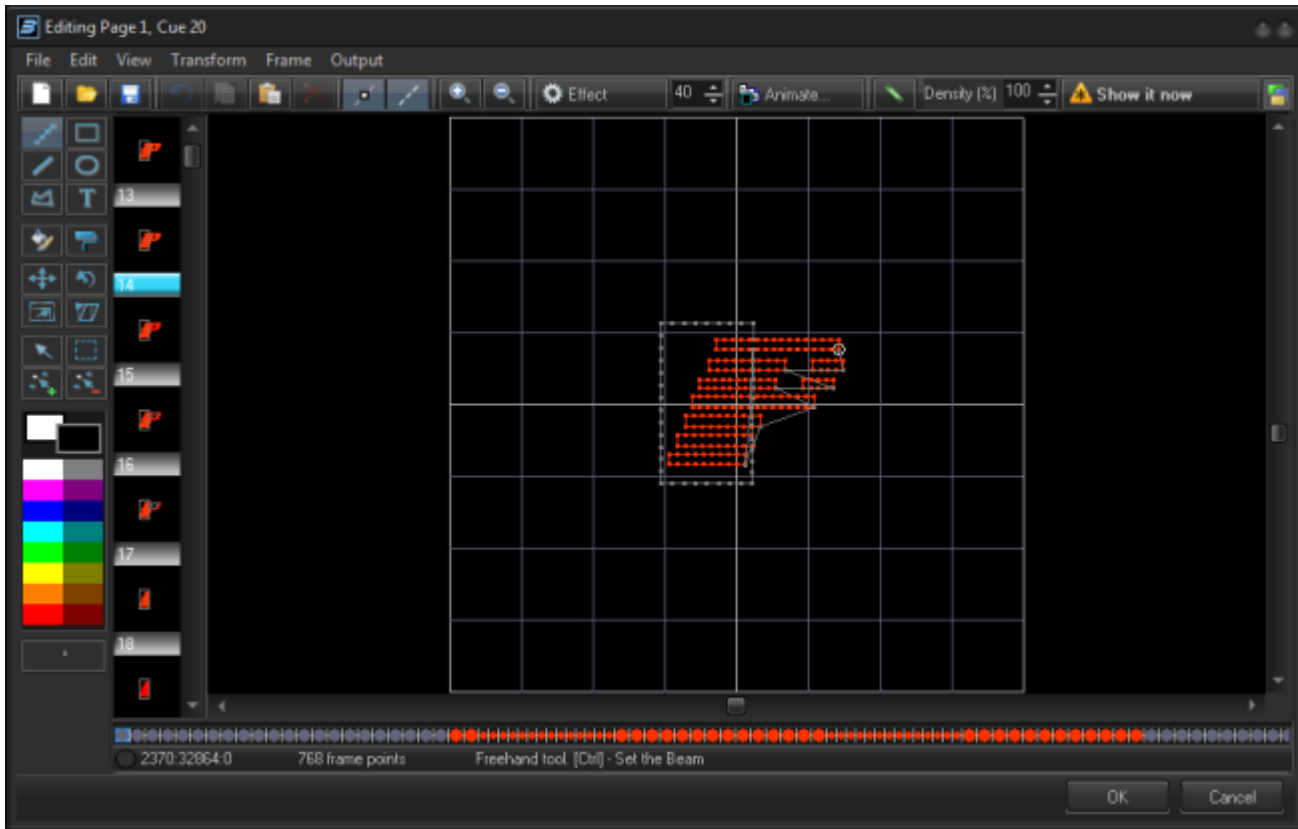 Editing Page 1, Cue 20
File Edit View Transform Frame Output
Effect 40 Animate... Density (%) 100 Show it now
T
13
14
15
16
17
18
2370:32864:0 768 frame points Freehand tool. [Ctrl] - Set the Beam
OK Cancel